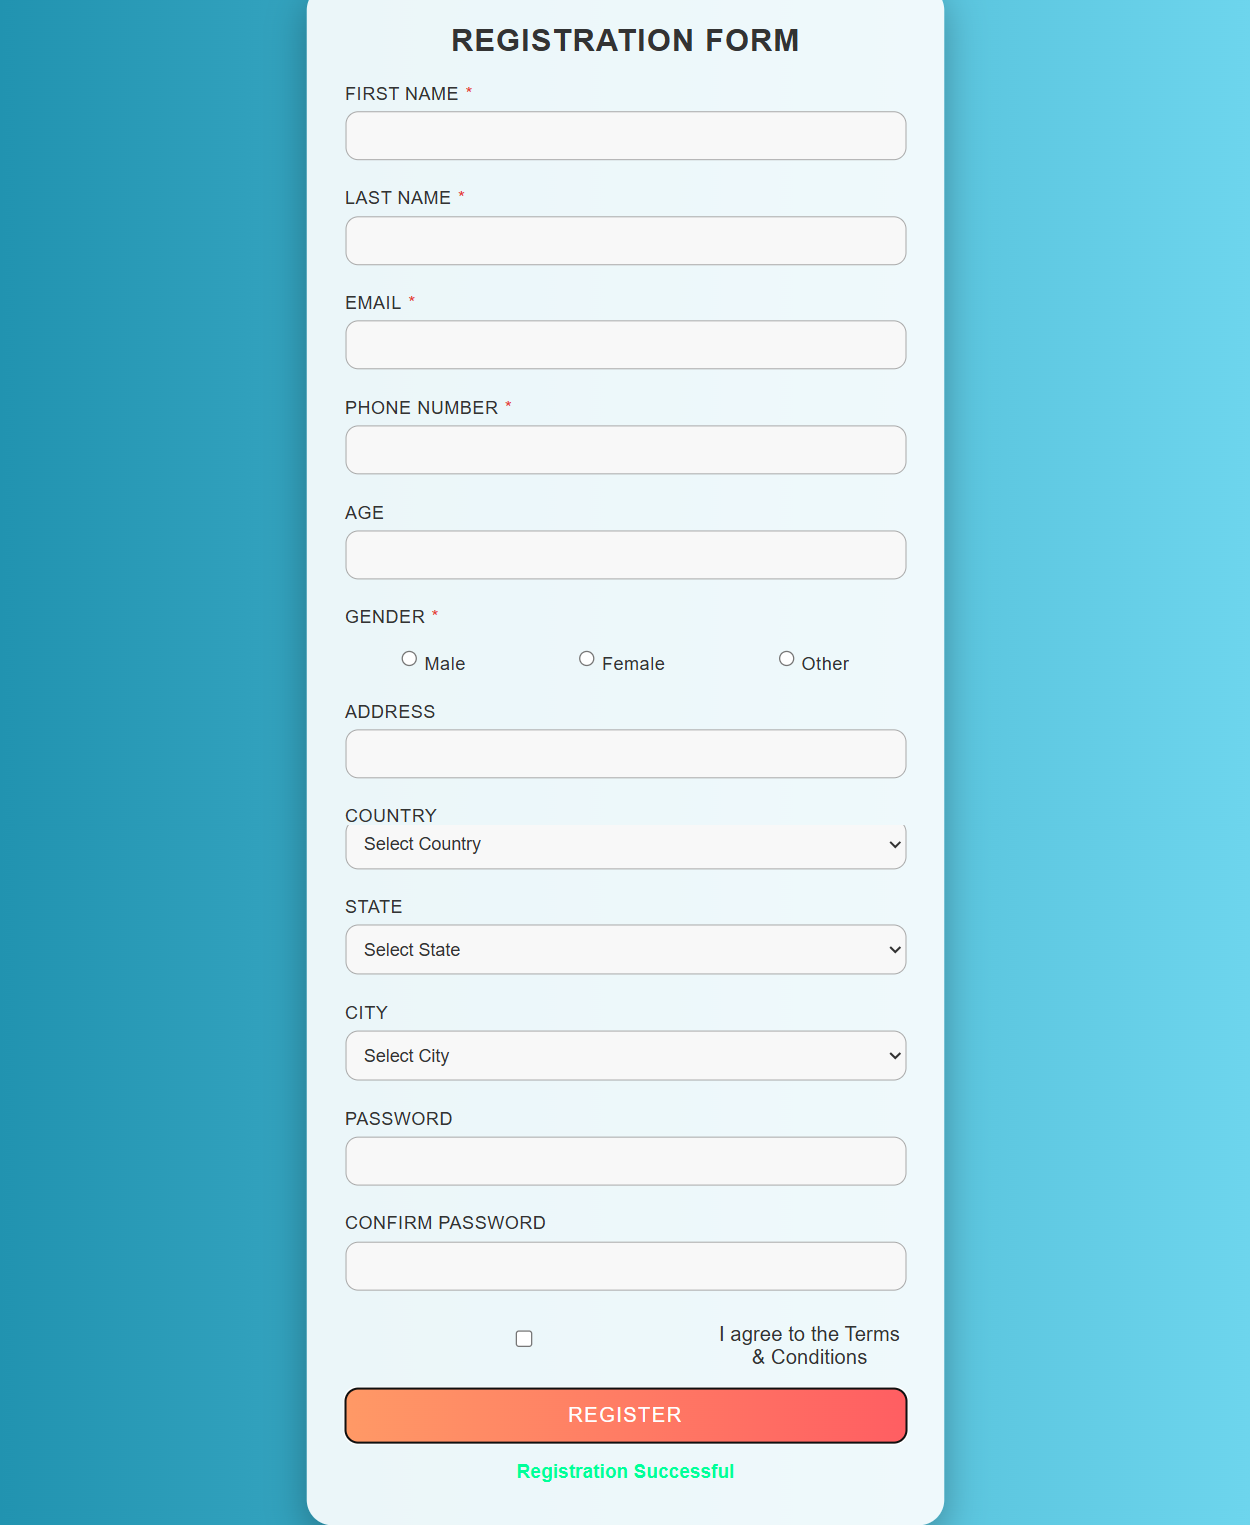 REGISTRATION FORM
FIRST NAME *
LAST NAME *
EMAIL *
PHONE NUMBER *
AGE
GENDER *
Male Female Other
ADDRESS
COUNTRY
Select Country
STATE
Select State
CITY
Select City
PASSWORD
CONFIRM PASSWORD
I agree to the Terms
& Conditions
REGISTER
Registration Successful